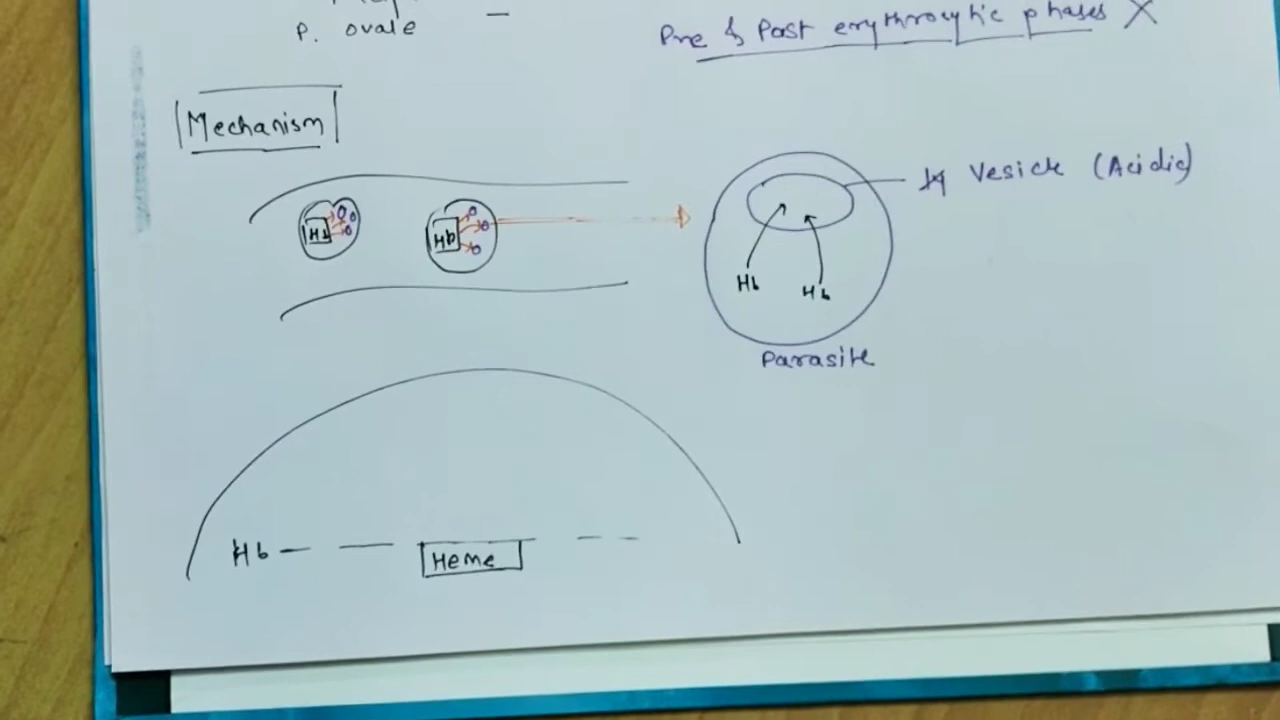 P. ovale —
Pre & Post erythrocytic phases X
Mechanism
Hb
Hb
Vesicle (Acidic)
Hb
Hb
Parasite
Hb — — Heme — —